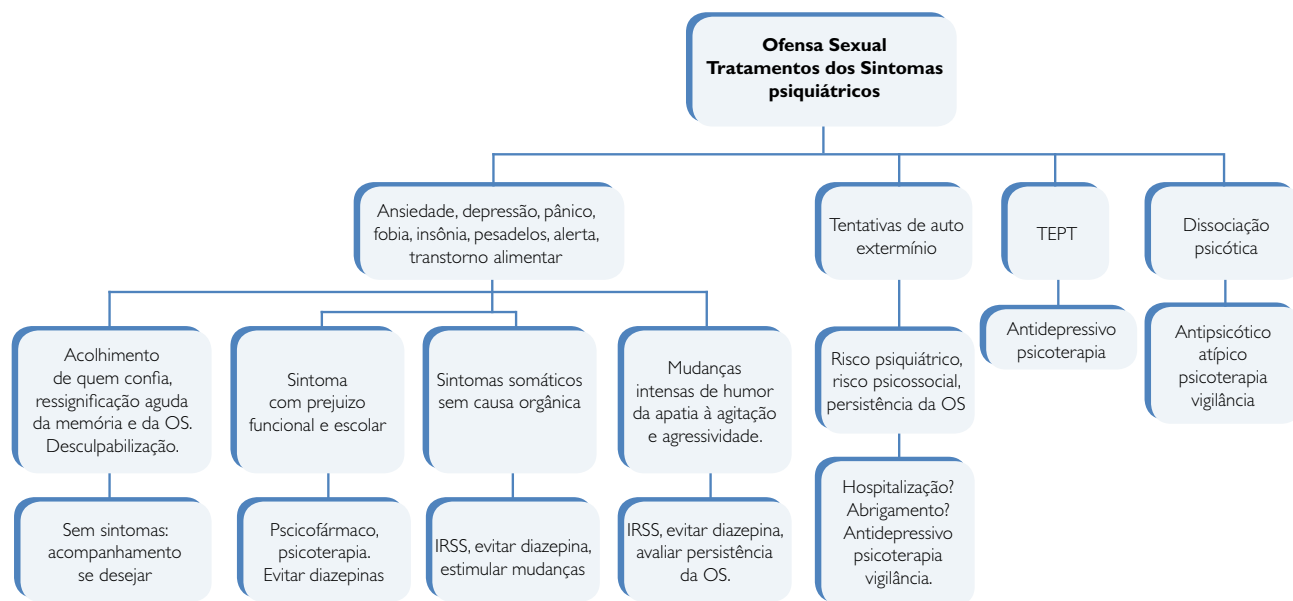 Ofensa Sexual
Tratamentos dos Sintomas
psiquiátricos
Ansiedade, depressão, pânico,
fobia, insônia, pesadelos, alerta,
transtorno alimentar
Tentativas de auto
extermínio
TEPT
Dissociação
psicótica
Acolhimento
de quem confia,
ressignificação aguda
da memória e da OS.
Desculpabilização.
Sintoma
com prejuizo
funcional e escolar
Sintomas somáticos
sem causa orgânica
Mudanças
intensas de humor
da apatia à agitação
e agressividade.
Risco psiquiátrico,
risco psicossocial,
persistência da OS
Antidepressivo
psicoterapia
Antipsicótico
atípico
psicoterapia
vigilância
Sem sintomas:
acompanhamento
se desejar
Pscicofármaco,
psicoterapia.
Evitar diazepinas
IRSS, evitar diazepina,
estimular mudanças
IRSS, evitar diazepina,
avaliar persistência
da OS.
Hospitalização?
Abrigamento?
Antidepressivo
psicoterapia
vigilância.